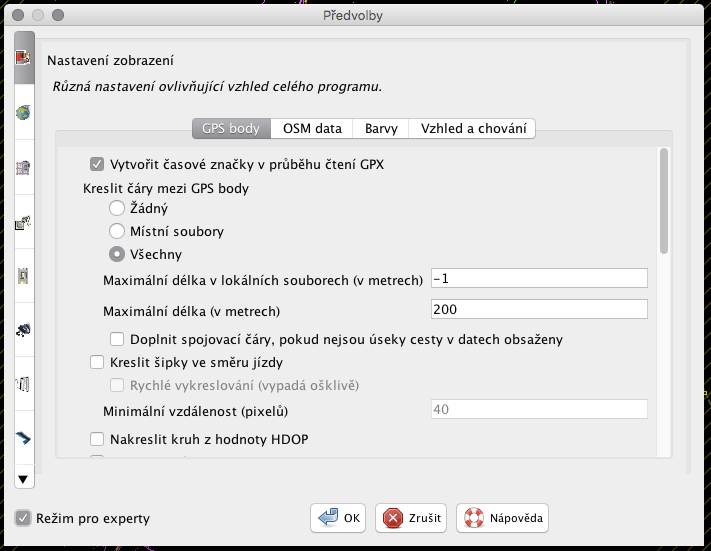 Předvolby
Nastavení zobrazení
Různá nastavení ovlivňující vzhled celého programu.
GPS body OSM data Barvy Vzhled a chování
Vytvořit časové značky v průběhu čtení GPX
Kreslit čáry mezi GPS body
Žádný
Místní soubory
Všechny
Maximální délka v lokálních souborech (v metrech) -1
Maximální délka (v metrech) 200
Doplnit spojovací čáry, pokud nejsou úseky cesty v datech obsaženy
Kreslit šipky ve směru jízdy
Rychlé vykreslování (vypadá ošklivě)
Minimální vzdálenost (pixelů) 40
Nakreslit kruh z hodnoty HDOP
Režim pro experty OK Zrušit Nápověda